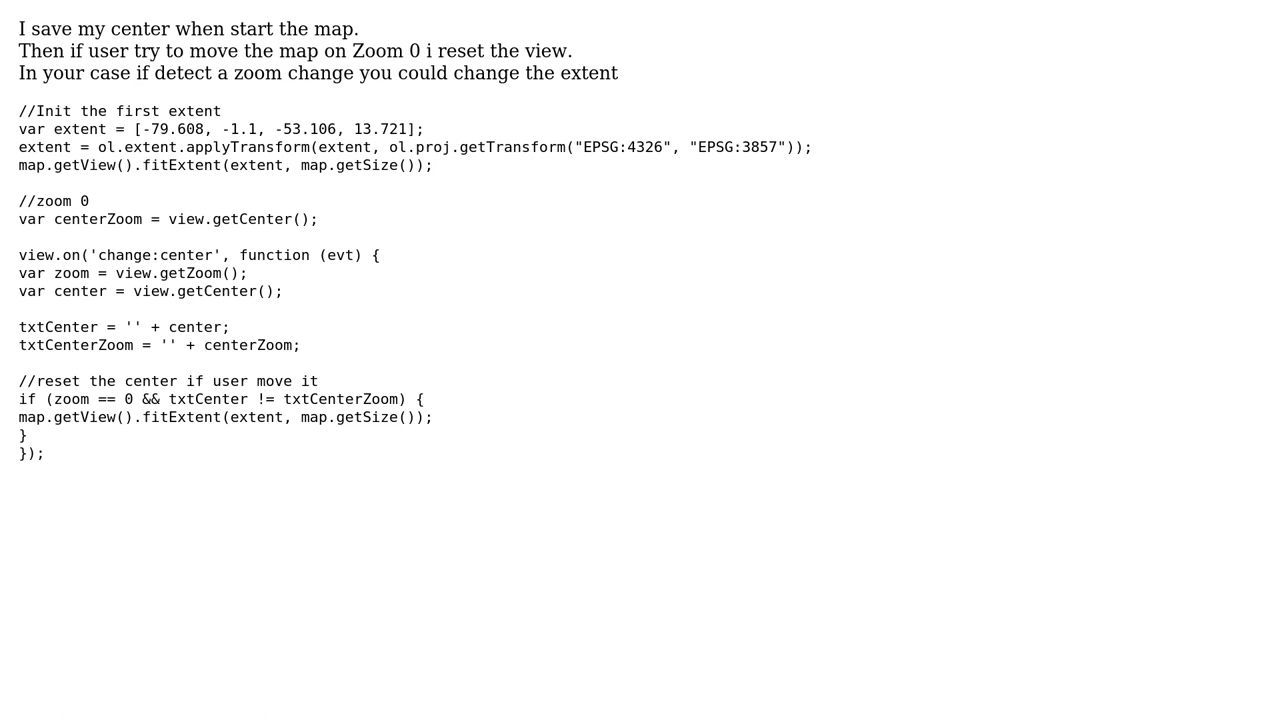 I save my center when start the map.
Then if user try to move the map on Zoom 0 i reset the view.
In your case if detect a zoom change you could change the extent
//Init the first extent
var extent = [-79.608, -1.1, -53.106, 13.721];
extent = ol.extent.applyTransform(extent, ol.proj.getTransform("EPSG:4326", "EPSG:3857"));
map.getView().fitExtent(extent, map.getSize());
//zoom 0
var centerZoom = view.getCenter();
view.on('change:center', function (evt) {
var zoom = view.getZoom();
var center = view.getCenter();
txtCenter = '' + center;
txtCenterZoom = '' + centerZoom;
//reset the center if user move it
if (zoom == 0 && txtCenter != txtCenterZoom) {
map.getView().fitExtent(extent, map.getSize());
}
});